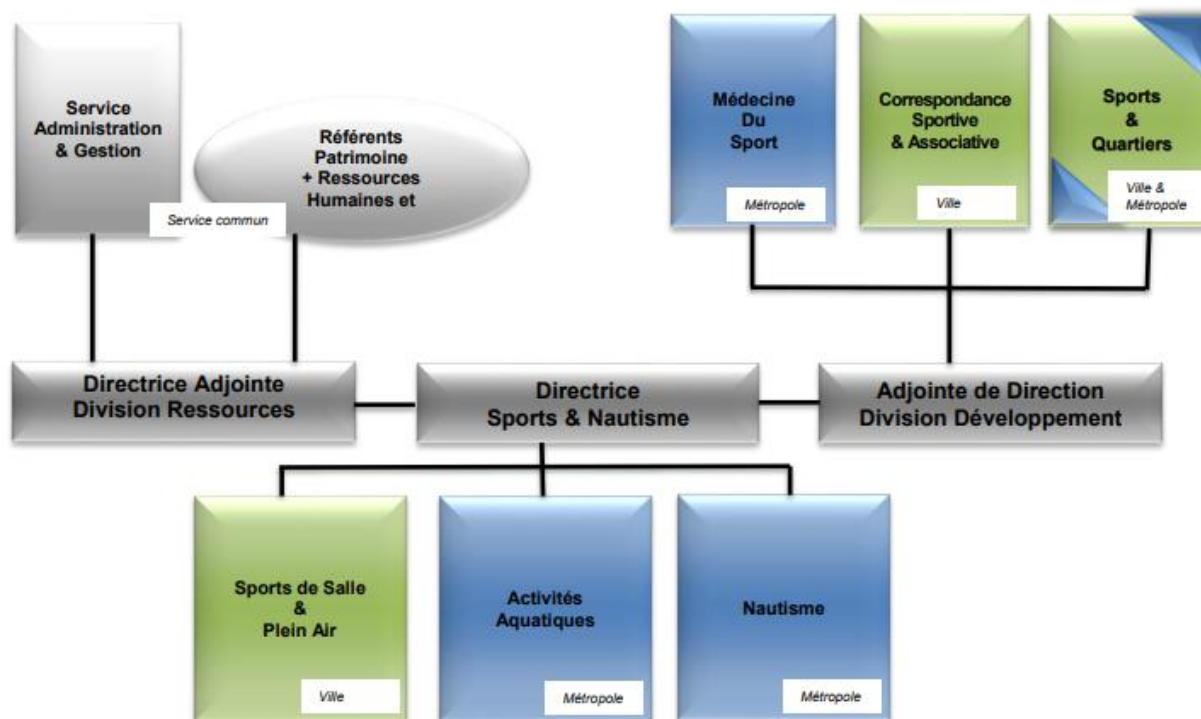 Service
Administration
& Gestion
Référents
Patrimoine
+ Ressources
Humaines et
Service commun
Médecine
Du
Sport
Métropole
Correspondance
Sportive
& Associative
Ville
Sports
&
Quartiers
Ville &
Métropole
Directrice Adjointe
Division Ressources
Directrice
Sports & Nautisme
Adjointe de Direction
Division Développement
Sports de Salle
&
Plein Air
Ville
Activités
Aquatiques
Métropole
Nautisme
Métropole